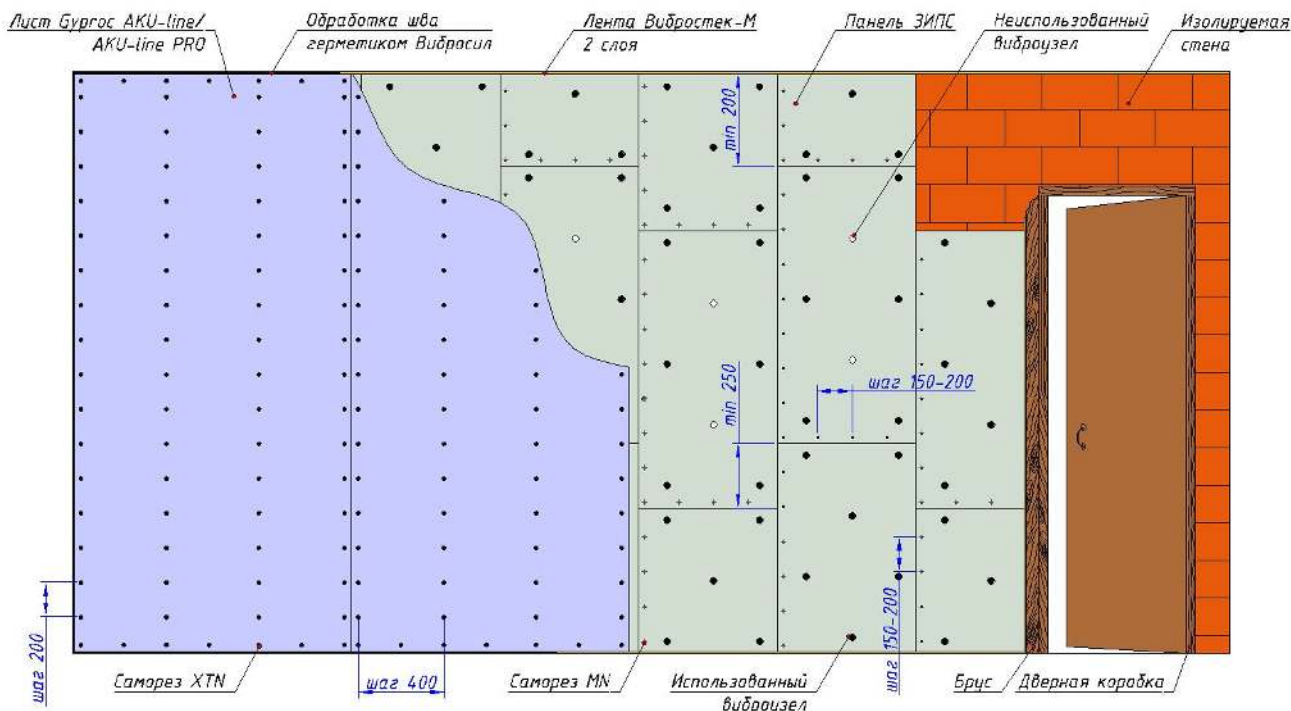 Лист Gyproc AKU-line/
AKU-line PRO
Обработка шва
герметиком Вибросил
Лента Вибростек-М
2 слоя
Панель ЗИПС
Неиспользованный
виброузел
Изолируемая
стена
min 200
min 250
шаг 150-200
шаг 150-200
шаг 200
шаг 400
Саморез XTN
Саморез MN
Использованный
виброузел
Брус
Дверная коробка